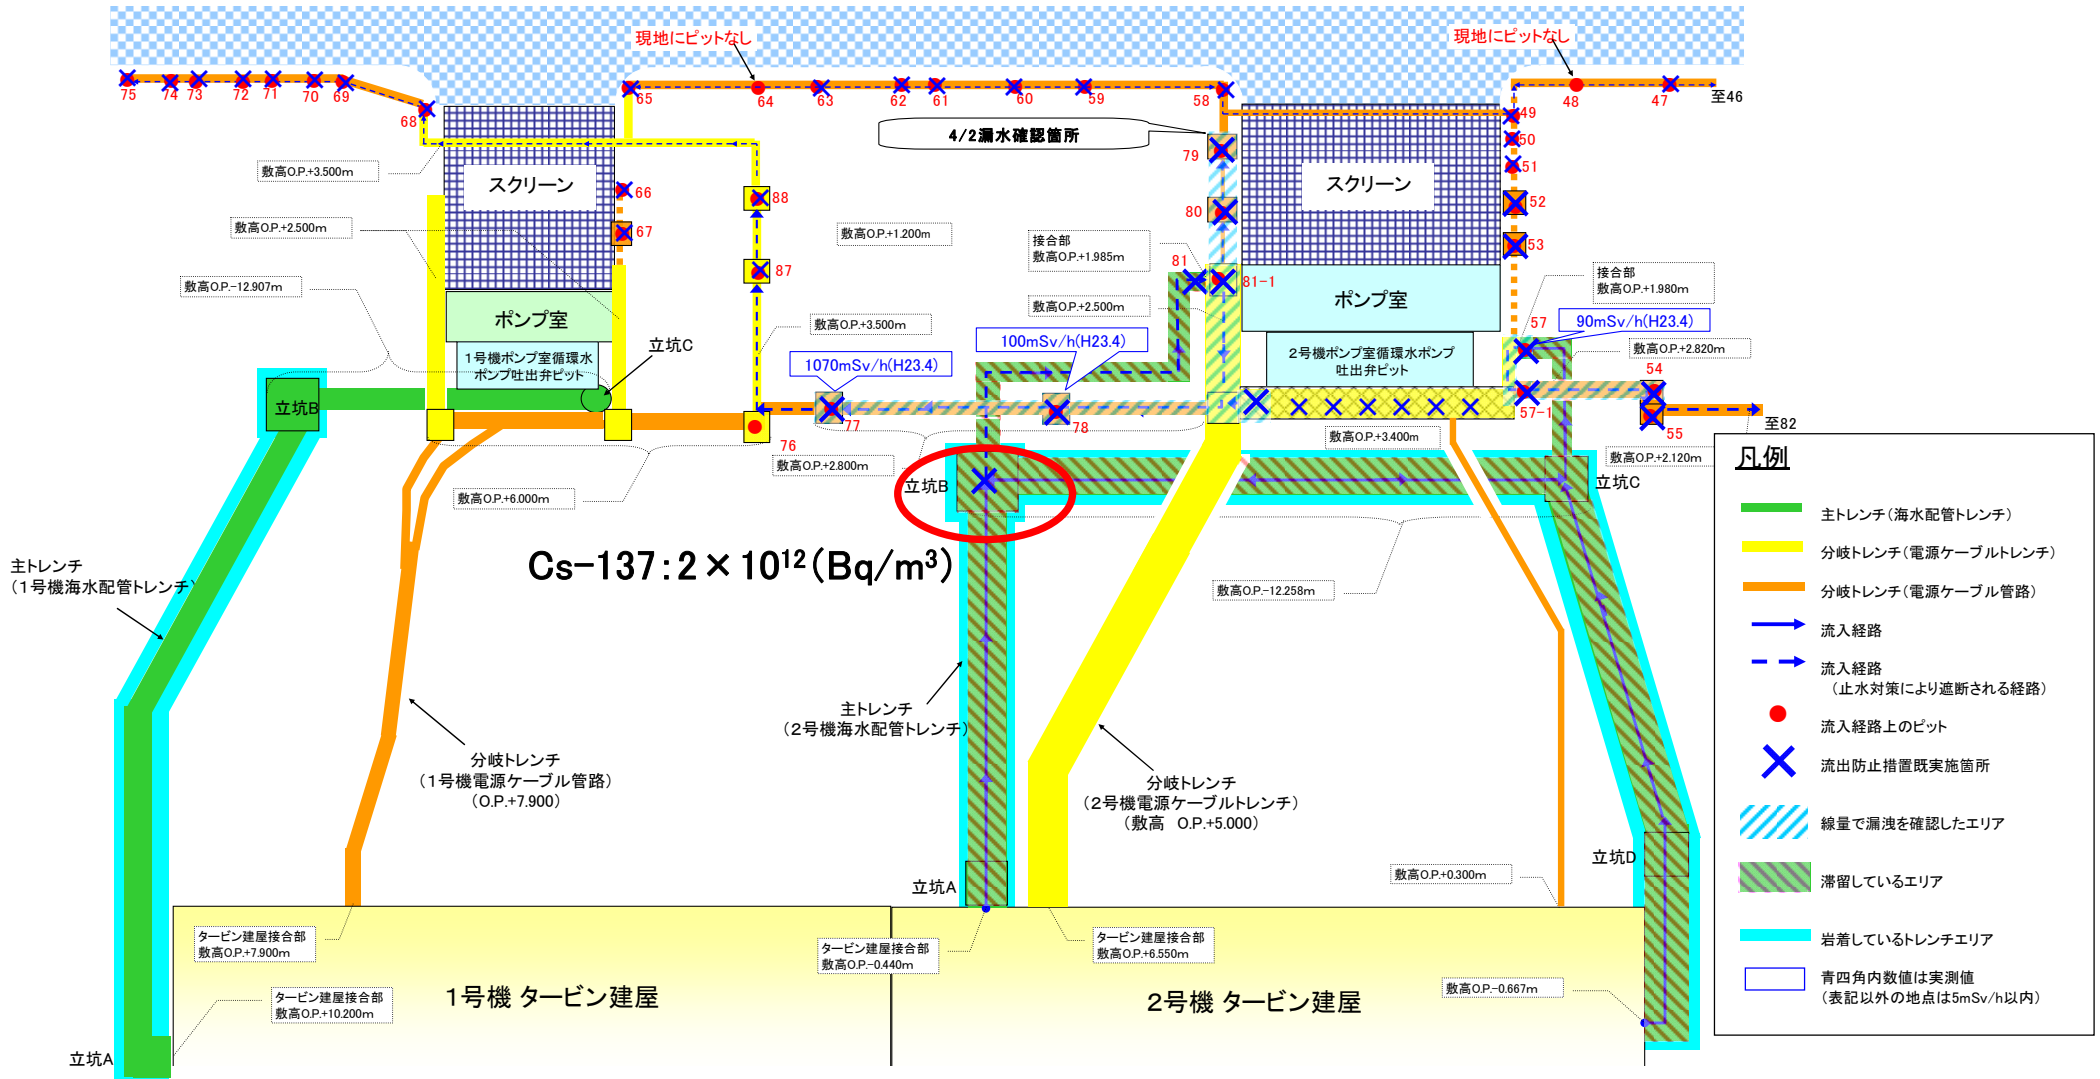 現地にピットなし
現地にピットなし
75
74
73
72
71
70
69
68
65
64
63
62
61
60
59
58
48
47
至46
49
50
51
52
53
4/2漏水確認箇所
79
80
81
81-1
スクリーン
スクリーン
66
67
88
87
敷高O.P.+3.500m
敷高O.P.+2.500m
敷高O.P.-12.907m
敷高O.P.+1.200m
接合部
敷高O.P.+1.985m
敷高O.P.+2.500m
敷高O.P.+3.500m
接合部
敷高O.P.+1.980m
ポンプ室
ポンプ室
1号機ポンプ室循環水
ポンプ吐出弁ピット
2号機ポンプ室循環水ポンプ
吐出弁ピット
立坑C
1070mSv/h(H23.4)
100mSv/h(H23.4)
90mSv/h(H23.4)
57
敷高O.P.+2.820m
54
57-1
55
至82
立坑B
76
77
78
敷高O.P.+2.800m
敷高O.P.+3.400m
敷高O.P.+2.120m
敷高O.P.+6.000m
立坑B
立坑C
Cs-137:2×10¹²(Bq/m³)
敷高O.P.-12.258m
主トレンチ
(1号機海水配管トレンチ)
主トレンチ
(2号機海水配管トレンチ)
分岐トレンチ
(1号機電源ケーブル管路)
(O.P.+7.900)
分岐トレンチ
(2号機電源ケーブルトレンチ)
(敷高 O.P.+5.000)
立坑A
立坑D
敷高O.P.+0.300m
タービン建屋接合部
敷高O.P.+7.900m
タービン建屋接合部
敷高O.P.-0.440m
タービン建屋接合部
敷高O.P.+6.550m
タービン建屋接合部
敷高O.P.+10.200m
敷高O.P.-0.667m
1号機 タービン建屋
2号機 タービン建屋
立坑A
凡例
主トレンチ(海水配管トレンチ)
分岐トレンチ(電源ケーブルトレンチ)
分岐トレンチ(電源ケーブル管路)
流入経路
流入経路
(止水対策により遮断される経路)
流入経路上のピット
流出防止措置既実施箇所
線量で漏洩を確認したエリア
滞留しているエリア
岩着しているトレンチエリア
青四角内数値は実測値
(表記以外の地点は5mSv/h以内)